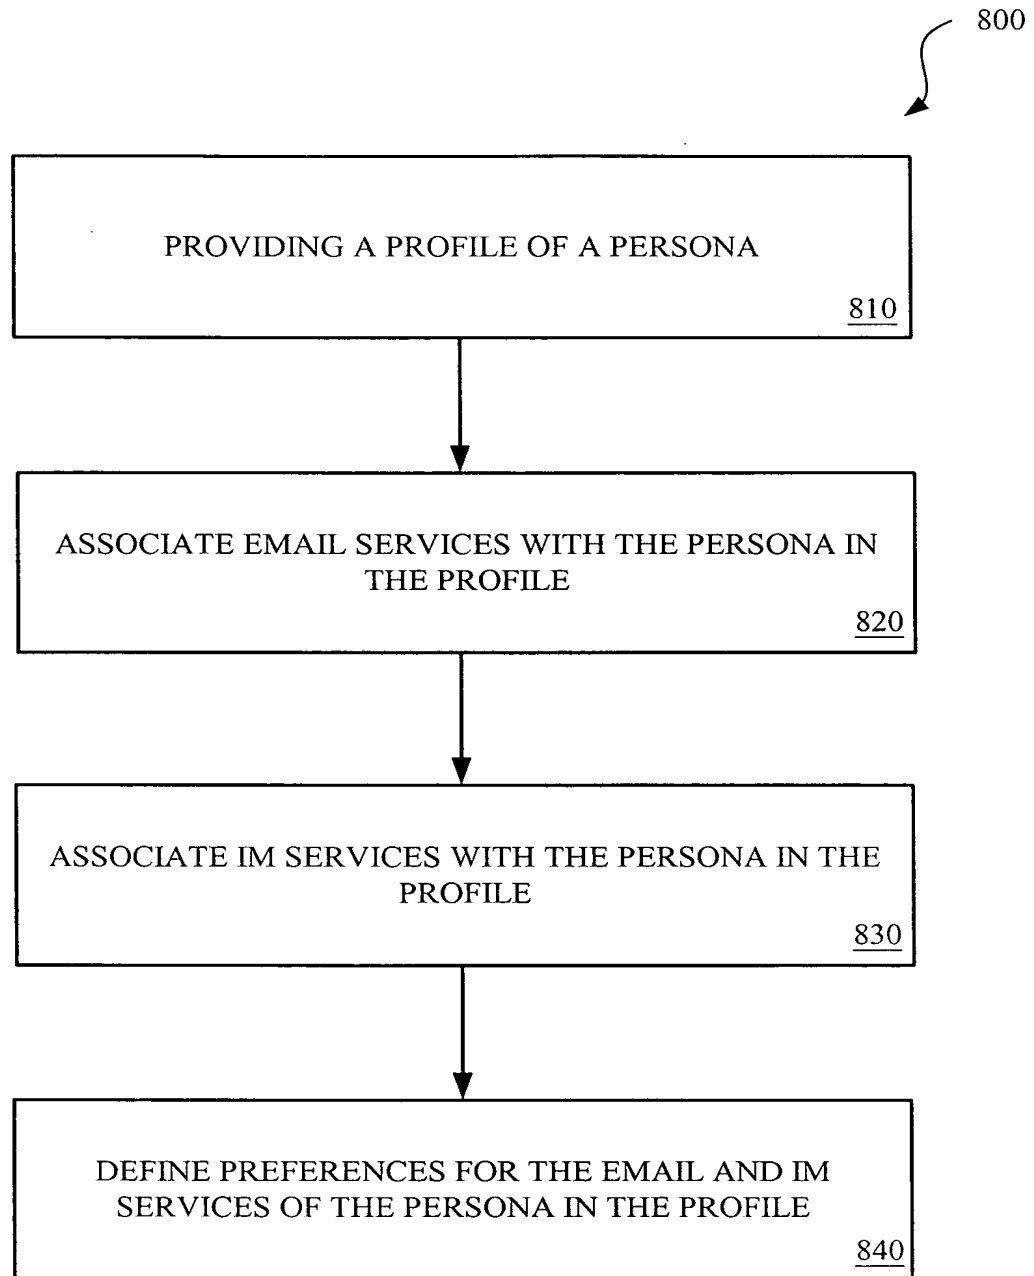 800
PROVIDING A PROFILE OF A PERSONA
810
ASSOCIATE EMAIL SERVICES WITH THE PERSONA IN
THE PROFILE
820
ASSOCIATE IM SERVICES WITH THE PERSONA IN THE
PROFILE
830
DEFINE PREFERENCES FOR THE EMAIL AND IM
SERVICES OF THE PERSONA IN THE PROFILE
840